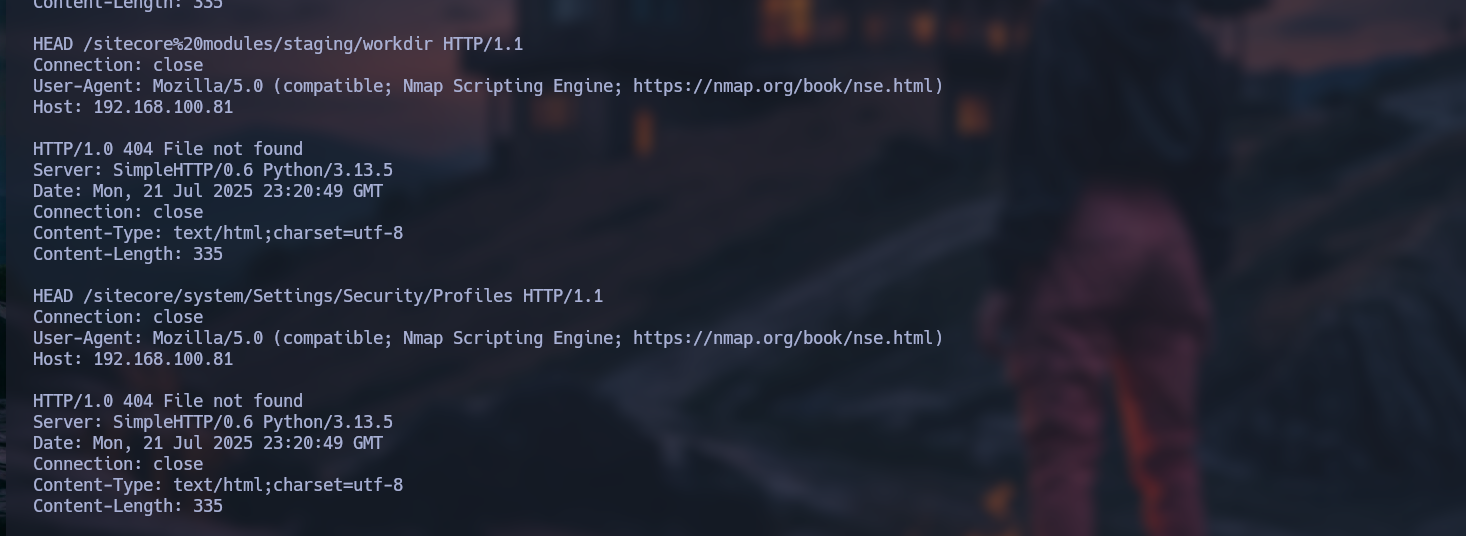 Content-Length: 335
HEAD /sitecore%20modules/staging/workdir HTTP/1.1
Connection: close
User-Agent: Mozilla/5.0 (compatible; Nmap Scripting Engine; https://nmap.org/book/nse.html)
Host: 192.168.100.81
HTTP/1.0 404 File not found
Server: SimpleHTTP/0.6 Python/3.13.5
Date: Mon, 21 Jul 2025 23:20:49 GMT
Connection: close
Content-Type: text/html;charset=utf-8
Content-Length: 335
HEAD /sitecore/system/Settings/Security/Profiles HTTP/1.1
Connection: close
User-Agent: Mozilla/5.0 (compatible; Nmap Scripting Engine; https://nmap.org/book/nse.html)
Host: 192.168.100.81
HTTP/1.0 404 File not found
Server: SimpleHTTP/0.6 Python/3.13.5
Date: Mon, 21 Jul 2025 23:20:49 GMT
Connection: close
Content-Type: text/html;charset=utf-8
Content-Length: 335